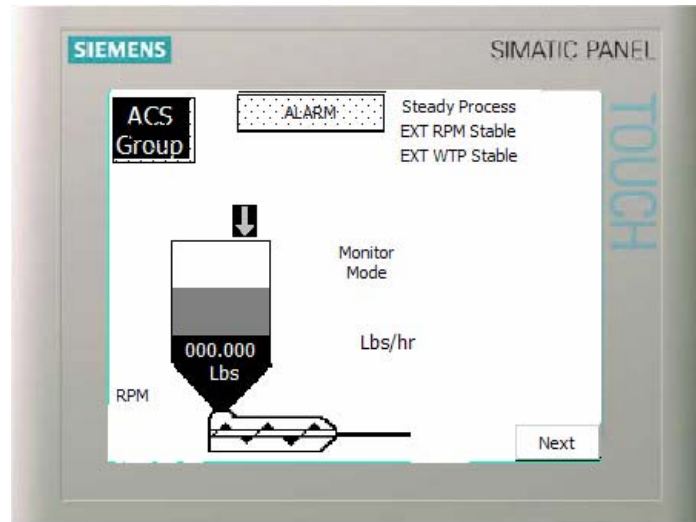 SIEMENS
SIMATIC PANEL
TOUCH
ACS
Group
ALARM
Steady Process
EXT RPM Stable
EXT WTP Stable
Monitor
Mode
000.000
Lbs
Lbs/hr
RPM
Next